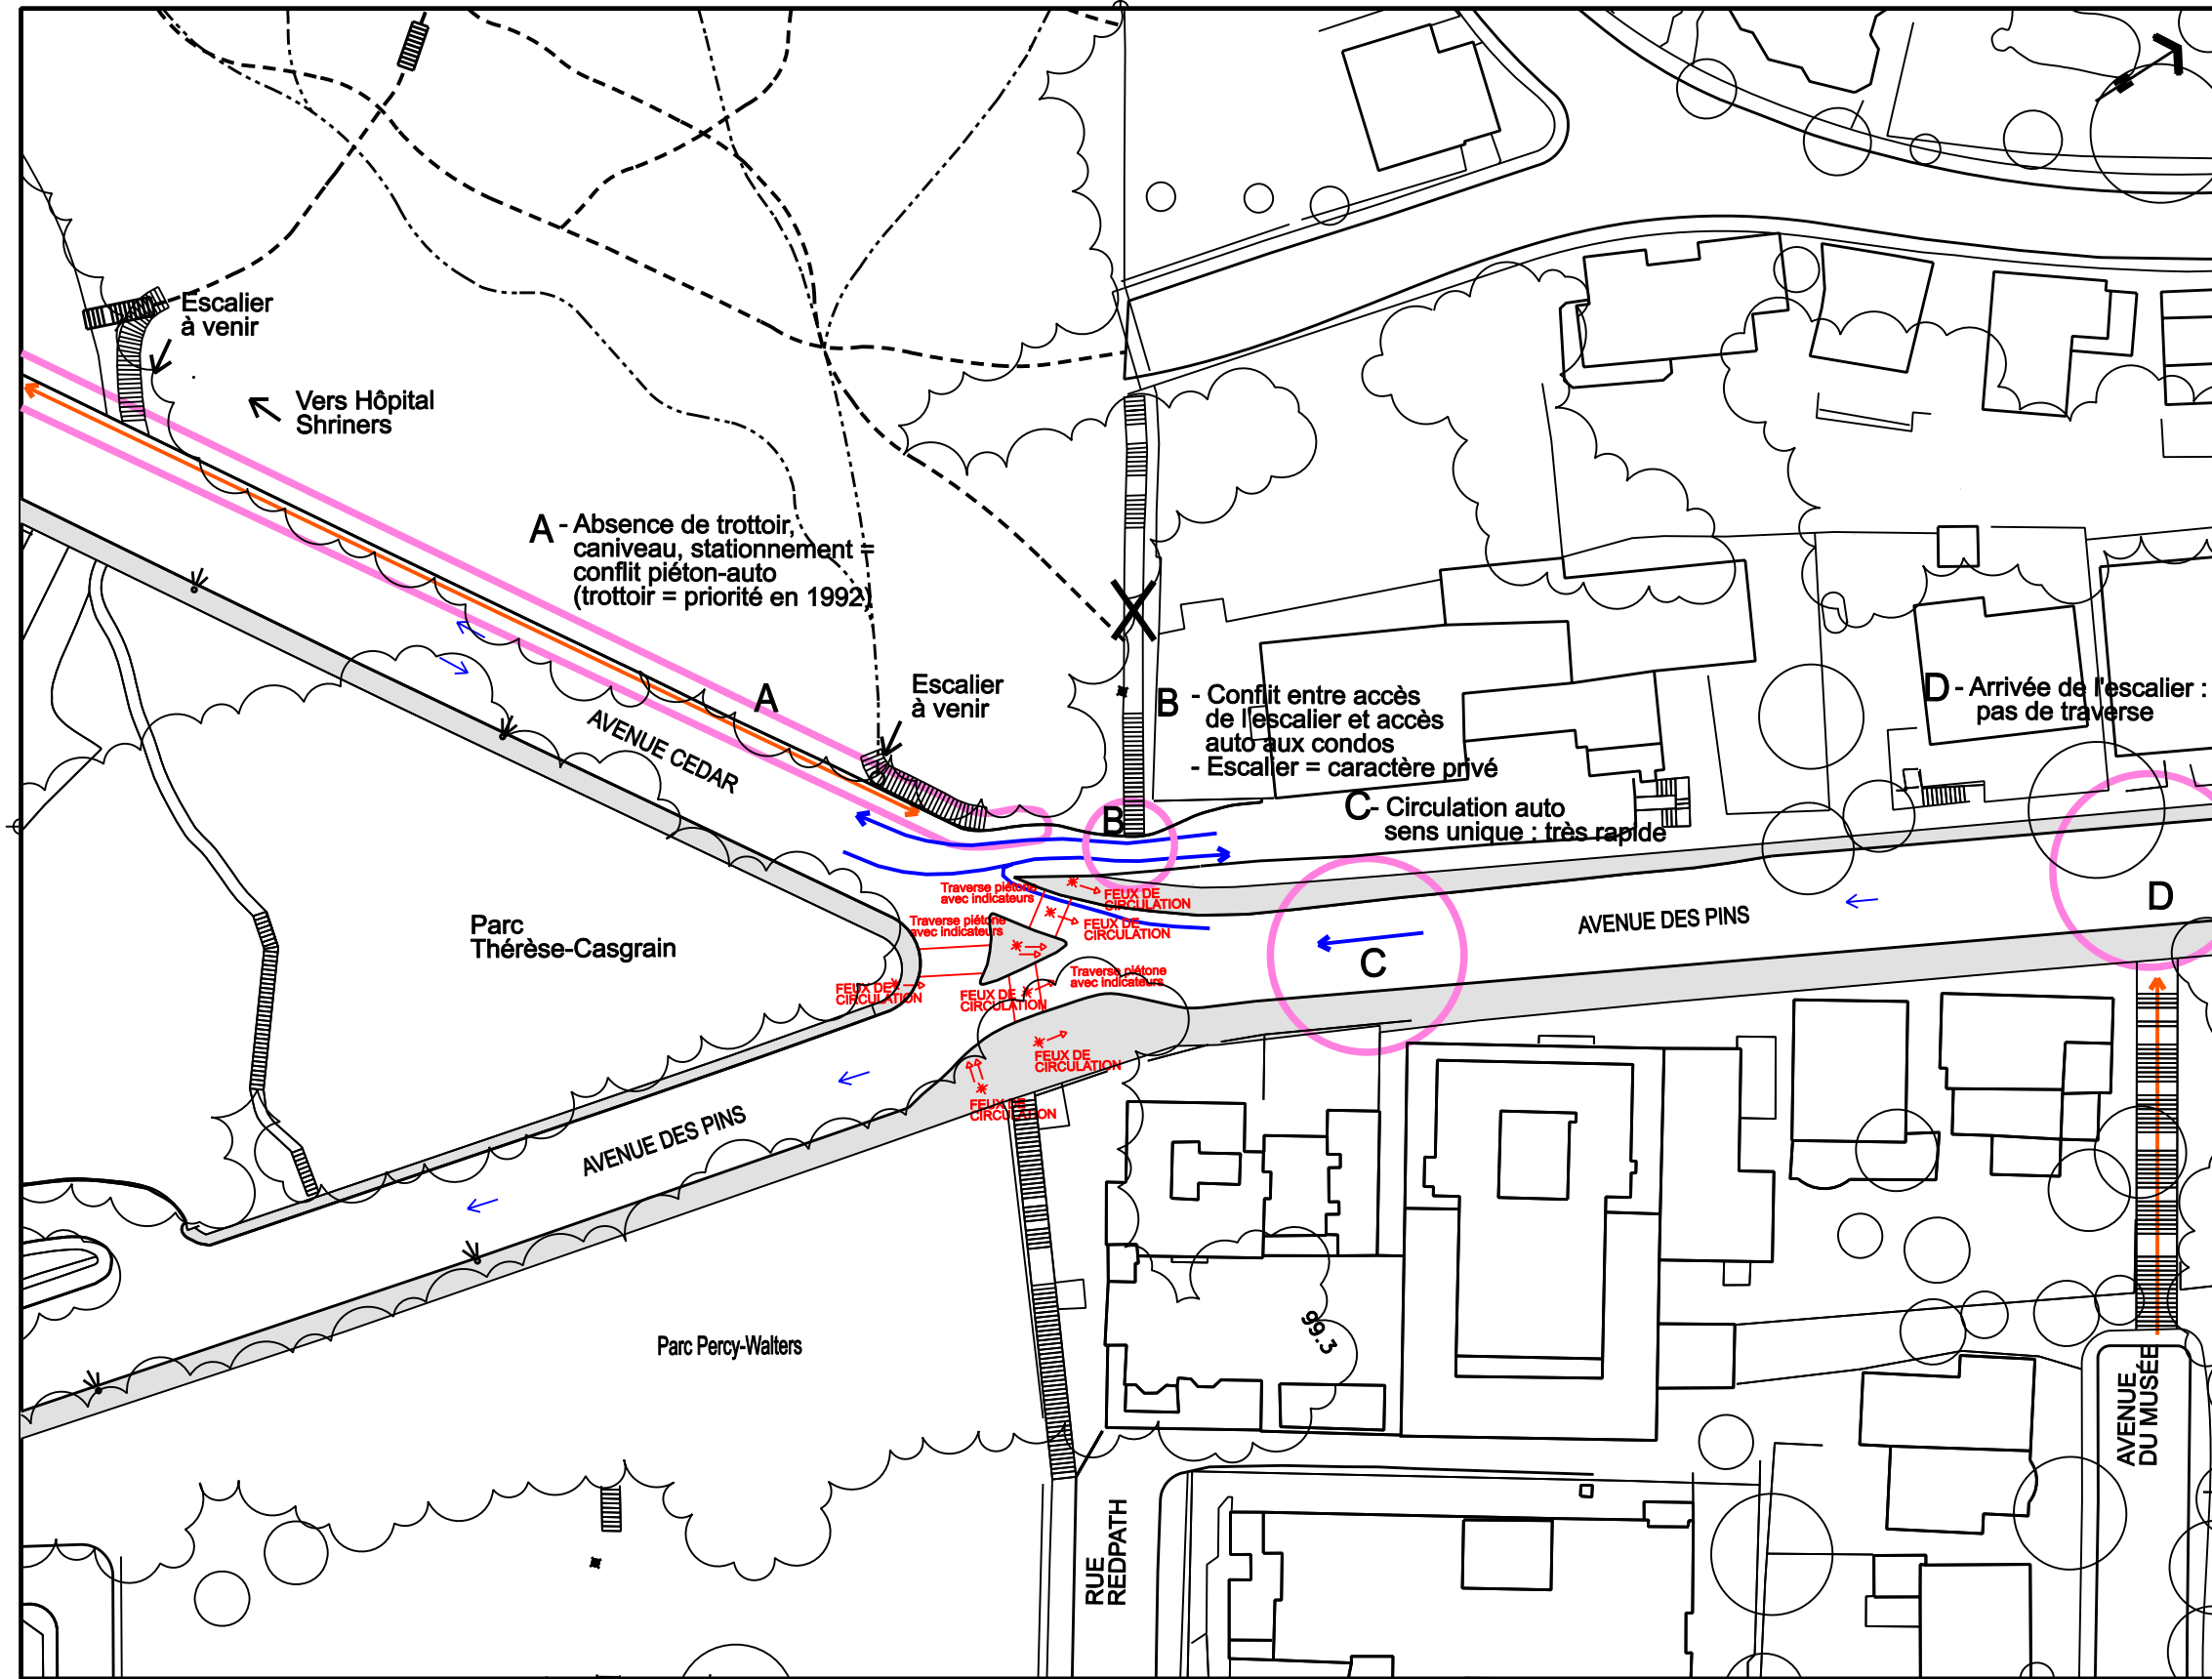 Escalier
à venir
Vers Hôpital
Shriners
A - Absence de trottoir,
caniveau, stationnement =
conflit piéton-auto
(trottoir = priorité en 1992)
A
AVENUE CEDAR
Escalier
à venir
B - Conflit entre accès
de l'escalier et accès
auto aux condos
- Escalier = caractère privé
B
C - Circulation auto
sens unique : très rapide
D - Arrivée de l'escalier :
pas de traverse
Traverse piétone
avec indicateurs
FEUX DE
CIRCULATION
Traverse piétone
avec indicateurs
FEUX DE
CIRCULATION
AVENUE DES PINS
D
C
Parc
Thérèse-Casgrain
Traverse piétone
avec indicateurs
FEUX DE
CIRCULATION
FEUX DE
CIRCULATION
FEUX DE
CIRCULATION
FEUX DE
CIRCULATION
AVENUE DES PINS
Parc Percy-Walters
99.3
AVENUE
DU MUSÉE
RUE
REDPATH